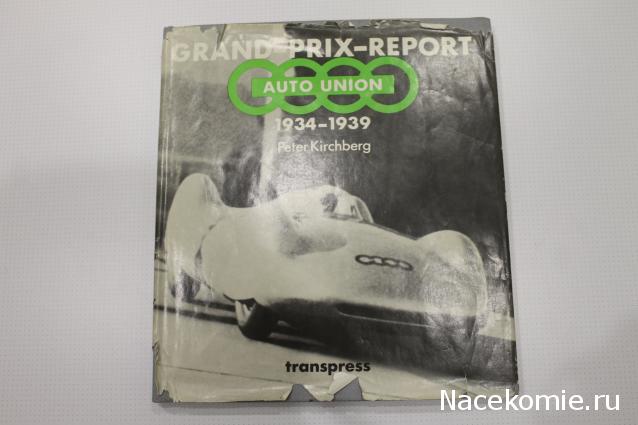 GRAND-PRIX-REPORT
AUTO UNION
1934-1939
Peter Kirchberg
transpress
Nacekomie.ru